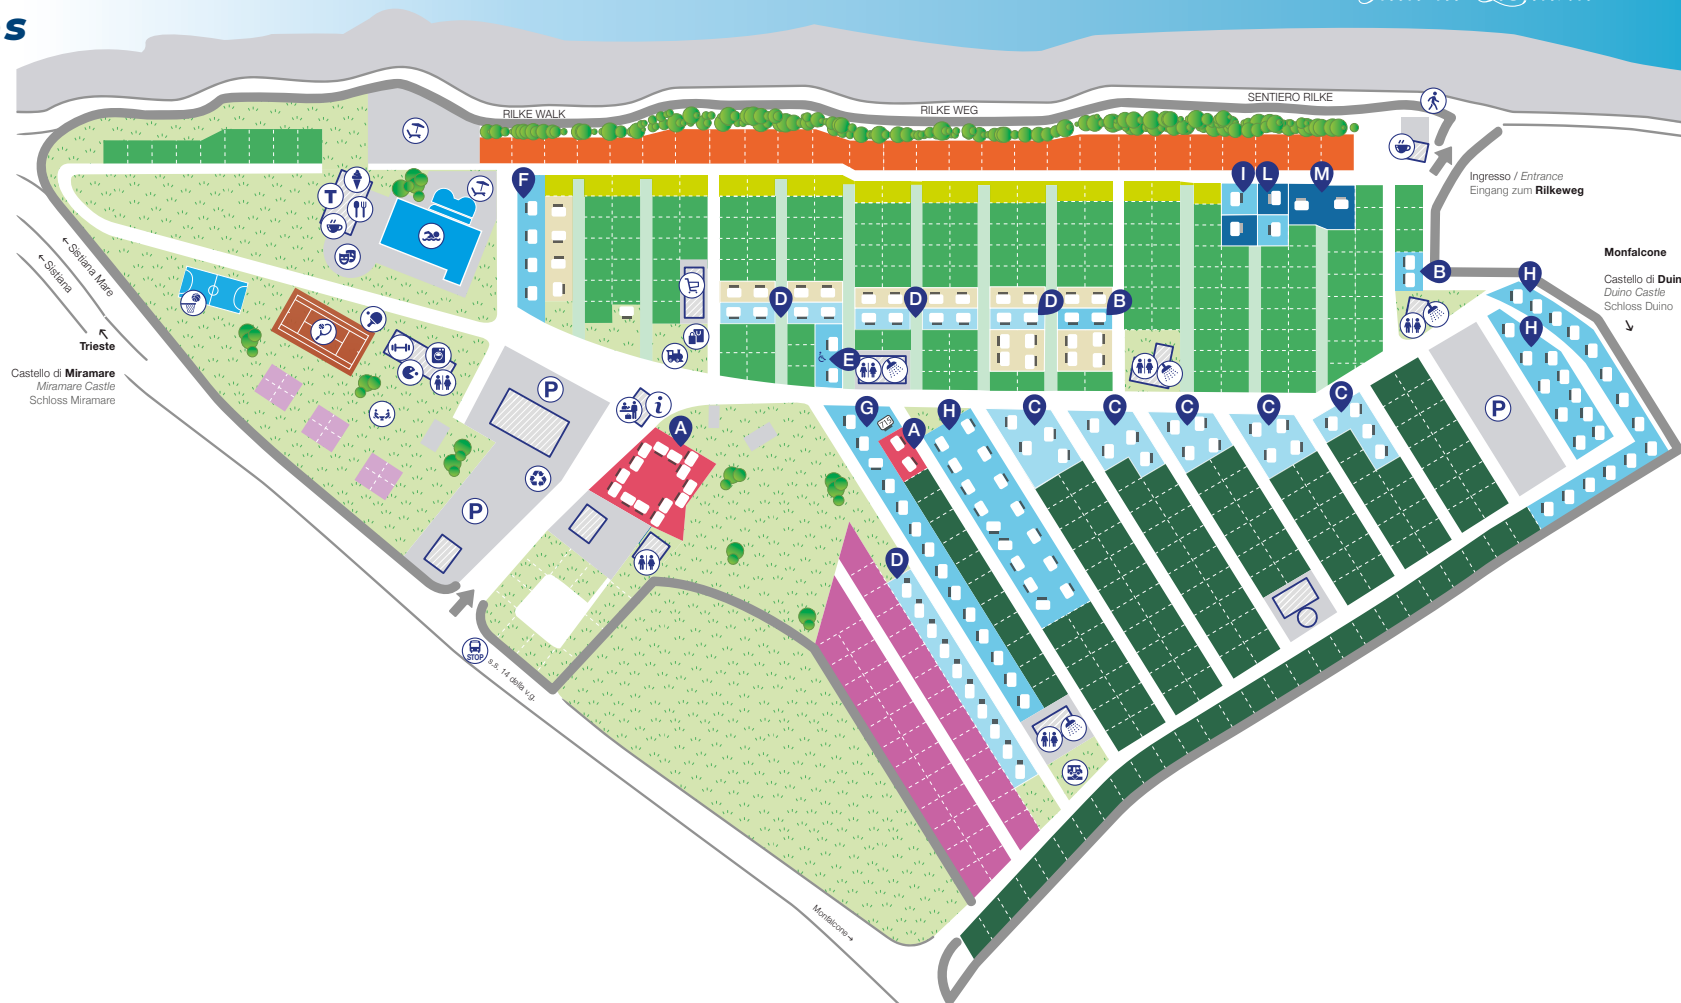 s
RILKE WALK
RILKE WEG
SENTIERO RILKE
Ingresso / Entrance
Eingang zum Rilkeweg
Monfalcone
Castello di Duin
Duino Castle
Schloss Duino
← Sistiana Mare
← Sistiana
Trieste
Castello di Miramare
Miramare Castle
Schloss Miramare
F
I
L
M
T
D
D
D
B
B
H
H
E
P
i
A
G
A
H
C
C
C
C
C
P
715
P
D
STOP
s.s. 14 della v.g.
Monfalcone→